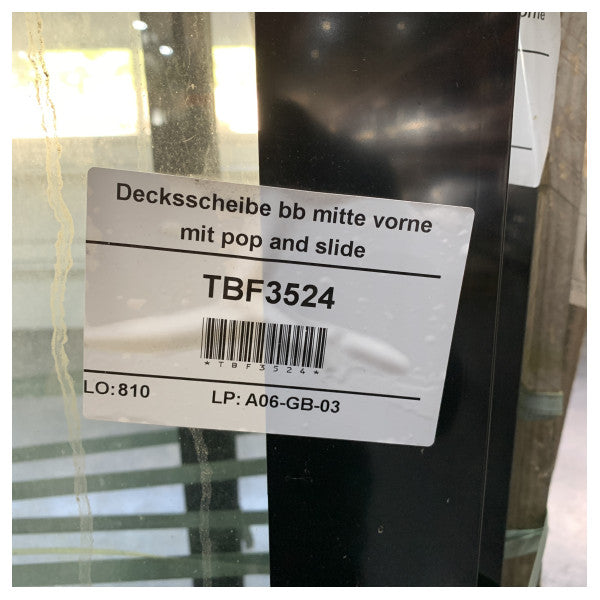 Decksscheibe bb mitte vorne
mit pop and slide
TBF3524
*TBF3524*
LO:810 LP: A06-GB-03